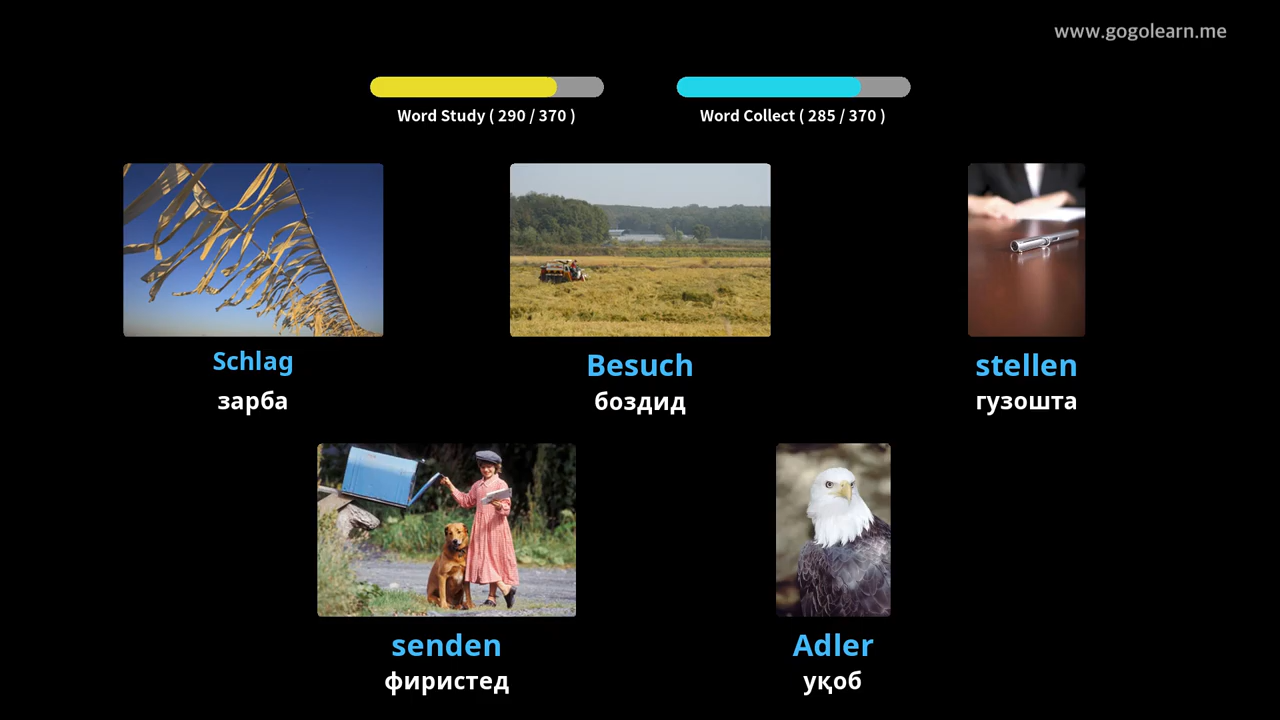 www.gogolearn.me
Word Study ( 290 / 370 )
Word Collect ( 285 / 370 )
Schlag
зарба
Besuch
боздид
stellen
гузошта
senden
фиристед
Adler
уқоб